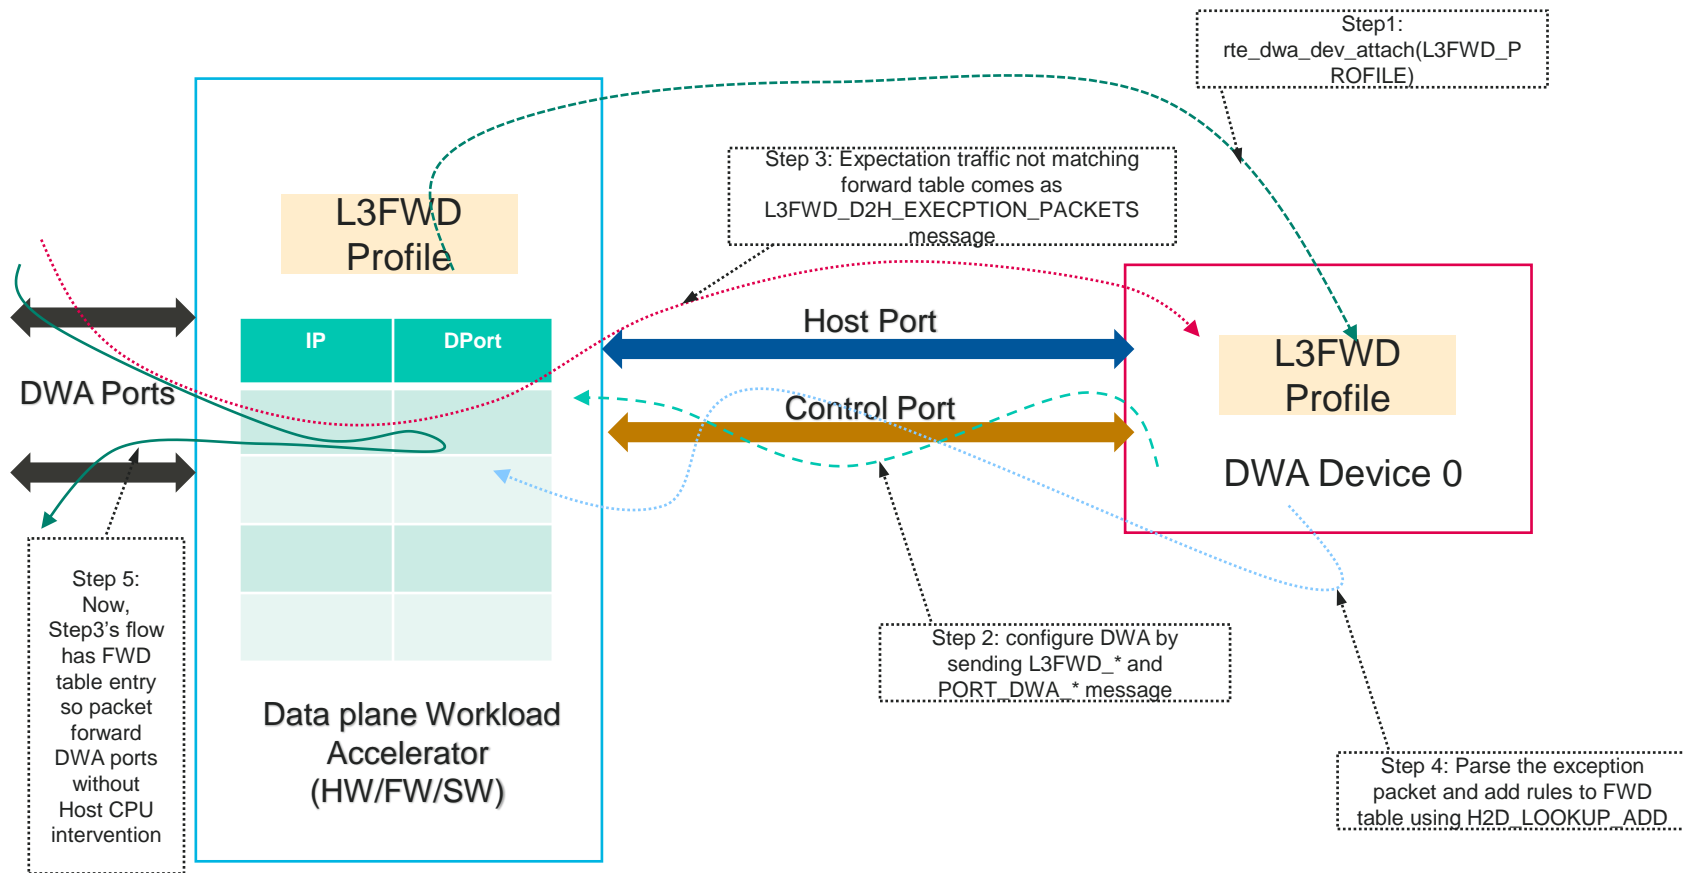 Step1:
rte_dwa_dev_attach(L3FWD_P
ROFILE)
Step 3: Expectation traffic not matching
forward table comes as
L3FWD_D2H_EXECPTION_PACKETS
message
L3FWD
Profile
IP
DPort
Host Port
L3FWD
Profile
DWA Ports
Control Port
DWA Device 0
Step 5:
Now,
Step3's flow
has FWD
table entry
so packet
forward
DWA ports
without
Host CPU
intervention
Step 2: configure DWA by
sending L3FWD_* and
PORT_DWA_* message
Data plane Workload
Accelerator
(HW/FW/SW)
Step 4: Parse the exception
packet and add rules to FWD
table using H2D_LOOKUP_ADD